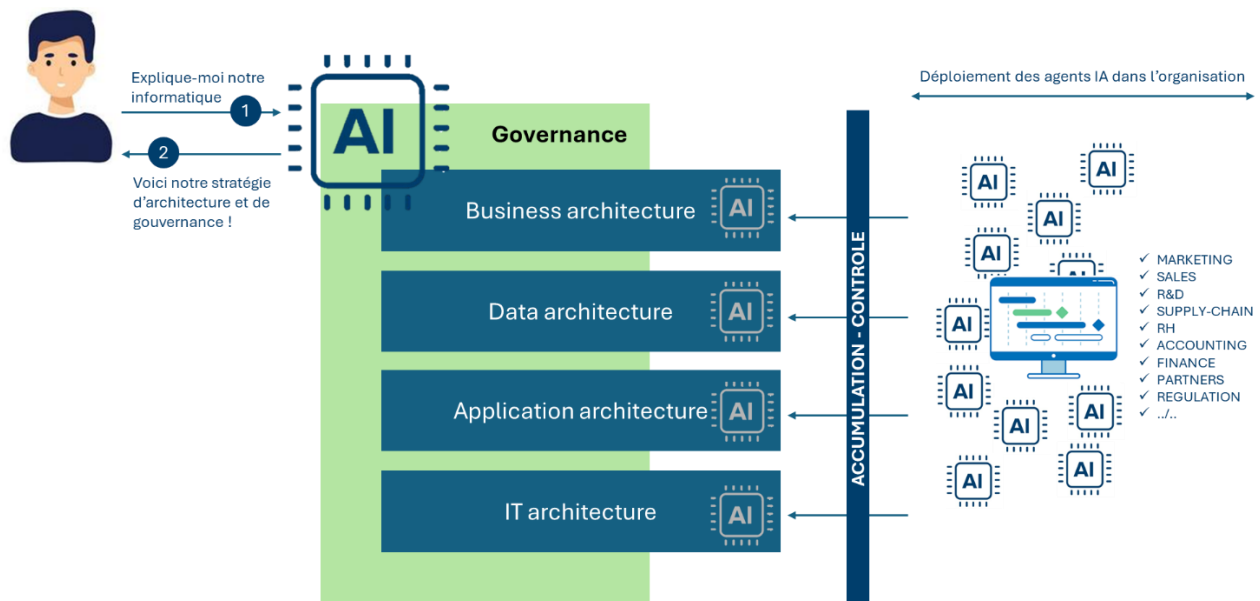 Explique-moi notre
informatique
1
2
Voici notre stratégie
d'architecture et de
gouvernance !
AI
Governance
Business architecture
AI
Data architecture
AI
Application architecture
AI
IT architecture
AI
ACCUMULATION - CONTROLE
Déploiement des agents IA dans l'organisation
AI
AI
AI
AI
AI
AI
AI
AI
AI
AI
AI
✓ MARKETING
✓ SALES
✓ R&D
✓ SUPPLY-CHAIN
✓ RH
✓ ACCOUNTING
✓ FINANCE
✓ PARTNERS
✓ REGULATION
✓ ../..